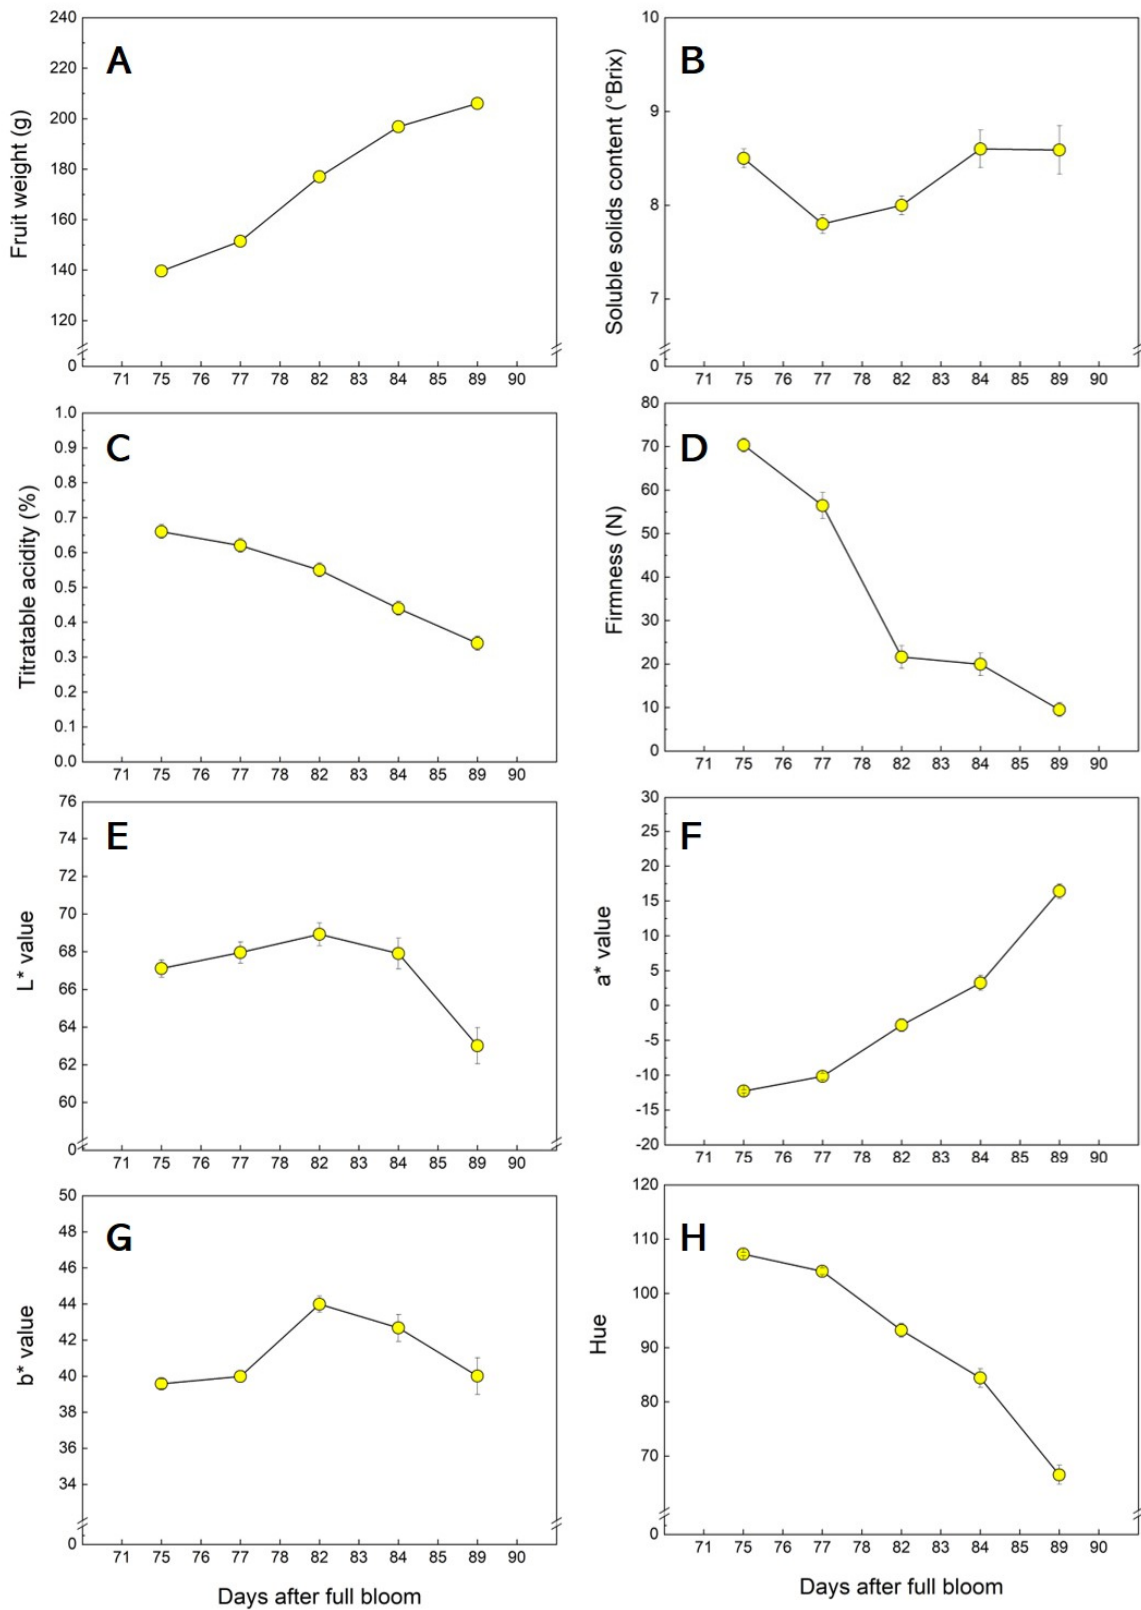 A
Fruit weight (g)
240
220
200
180
160
140
120
0
71 75 76 77 78 82 83 84 85 89 90
B
Soluble solids content (°Brix)
10
9
8
7
0
71 75 76 77 78 82 83 84 85 89 90
C
Titratable acidity (%)
1.0
0.9
0.8
0.7
0.6
0.5
0.4
0.3
0.2
0.1
0.0
71 75 76 77 78 82 83 84 85 89 90
D
Firmness (N)
80
70
60
50
40
30
20
10
0
71 75 76 77 78 82 83 84 85 89 90
E
L* value
76
74
72
70
68
66
64
62
60
0
71 75 76 77 78 82 83 84 85 89 90
F
a* value
30
25
20
15
10
5
0
-5
-10
-15
-20
71 75 76 77 78 82 83 84 85 89 90
G
b* value
50
48
46
44
42
40
38
36
34
0
71 75 76 77 78 82 83 84 85 89 90
Days after full bloom
H
Hue
120
110
100
90
80
70
0
71 75 76 77 78 82 83 84 85 89 90
Days after full bloom